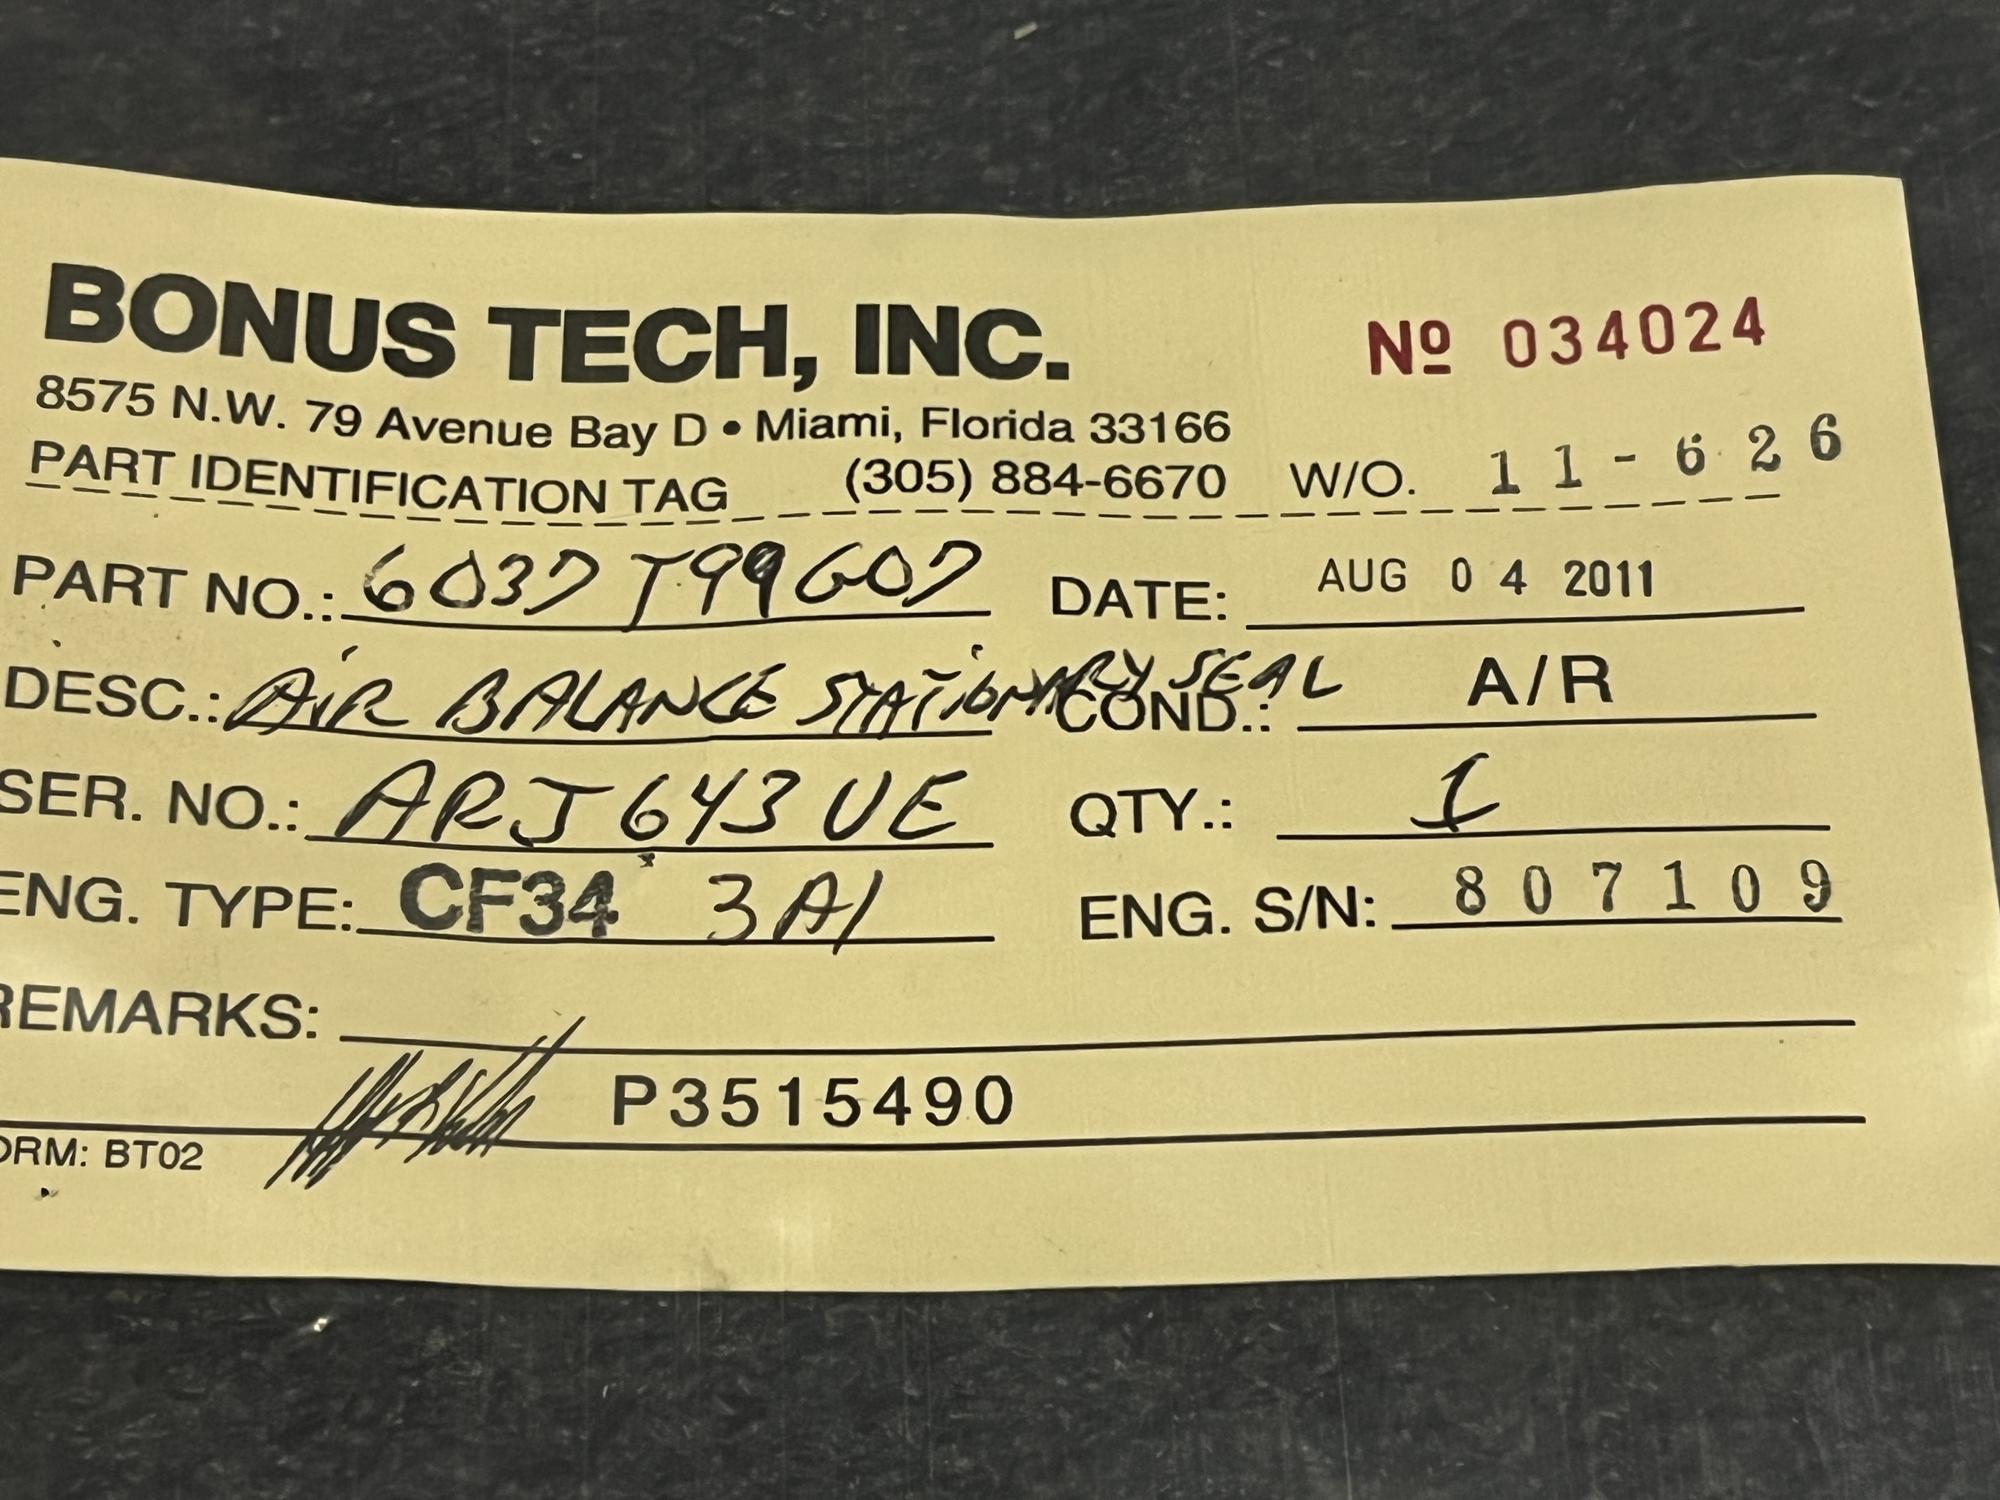 BONUS TECH, INC. Nº 034024
8575 N.W. 79 Avenue Bay D • Miami, Florida 33166
PART IDENTIFICATION TAG (305) 884-6670 W/O. 11-626
PART NO.: 6037T99G07 DATE: AUG 04 2011
DESC.: AIR BALANCE STATIONARY SEAL COND.: A/R
SER. NO.: ARJ643UE QTY.: 1
ENG. TYPE: CF34 3A1 ENG. S/N: 807109
REMARKS:
P3515490
ORM: BT02